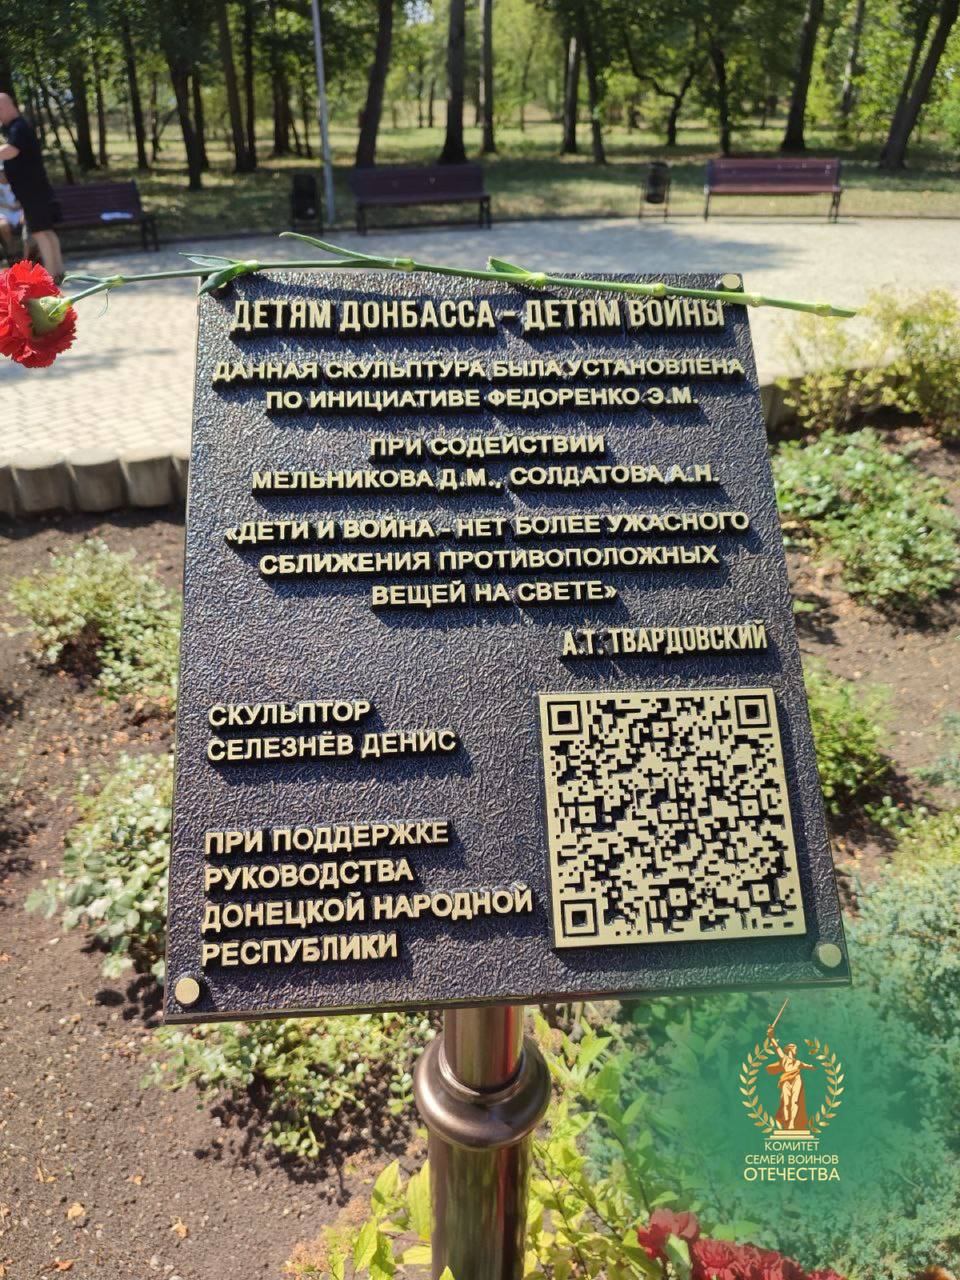 ДЕТЯМ ДОНБАССА - ДЕТЯМ ВОЙНЫ
ДАННАЯ СКУЛЬПТУРА БЫЛА УСТАНОВЛЕНА
ПО ИНИЦИАТИВЕ ФЕДОРЕНКО Э.М.
ПРИ СОДЕЙСТВИИ
МЕЛЬНИКОВА Д.М., СОЛДАТОВА А.Н.
«ДЕТИ И ВОЙНА - НЕТ БОЛЕЕ УЖАСНОГО
СБЛИЖЕНИЯ ПРОТИВОПОЛОЖНЫХ
ВЕЩЕЙ НА СВЕТЕ»
А.Т. ТВАРДОВСКИЙ
СКУЛЬПТОР
СЕЛЕЗНЁВ ДЕНИС
ПРИ ПОДДЕРЖКЕ
РУКОВОДСТВА
ДОНЕЦКОЙ НАРОДНОЙ
РЕСПУБЛИКИ
КОМИТЕТ
СЕМЕЙ ВОИНОВ
ОТЕЧЕСТВА